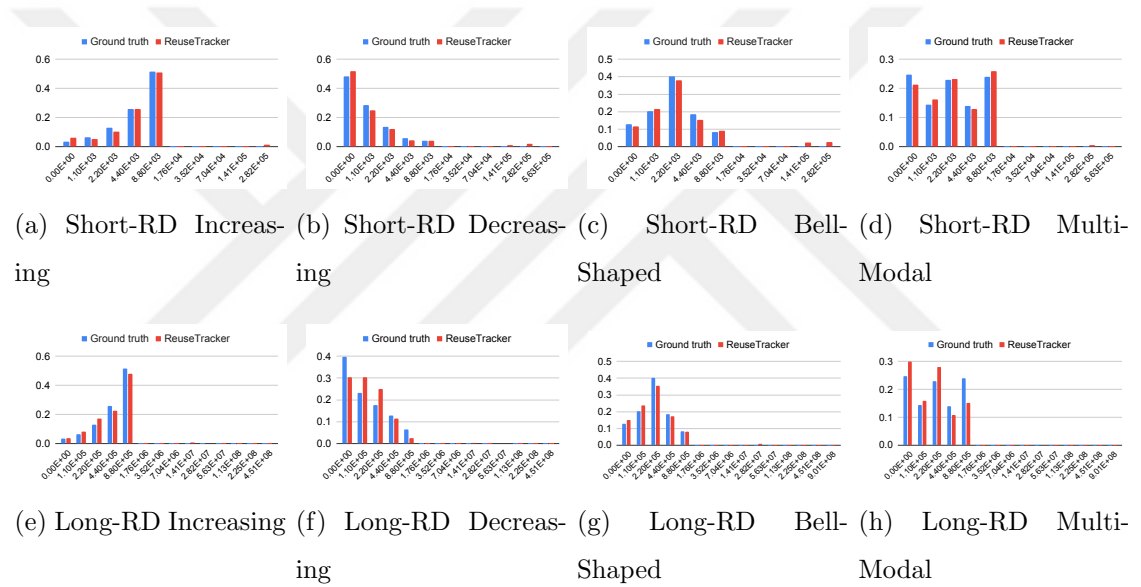 Ground truth ReuseTracker
0.6
0.4
0.2
0.0
0.00E+00 1.10E+03 2.20E+03 4.40E+03 8.80E+03 1.76E+04 3.52E+04 7.04E+04 1.41E+05 2.82E+05
(a) Short-RD Increas-
ing
Ground truth ReuseTracker
0.6
0.4
0.2
0.0
0.00E+00 1.10E+03 2.20E+03 4.40E+03 8.80E+03 1.76E+04 3.52E+04 7.04E+04 1.41E+05 2.82E+05 5.63E+05
(b) Short-RD Decreas-
ing
Ground truth ReuseTracker
0.5
0.4
0.3
0.2
0.1
0.0
0.00E+00 1.10E+03 2.20E+03 4.40E+03 8.80E+03 1.76E+04 3.52E+04 7.04E+04 1.41E+05 2.82E+05
(c) Short-RD Bell-
Shaped
Ground truth ReuseTracker
0.3
0.2
0.1
0.0
0.00E+00 1.10E+03 2.20E+03 4.40E+03 8.80E+03 1.76E+04 3.52E+04 7.04E+04 1.41E+05 2.82E+05 5.63E+05
(d) Short-RD Multi-
Modal
Ground truth ReuseTracker
0.6
0.4
0.2
0.0
0.00E+00 1.10E+05 2.20E+05 4.40E+05 8.80E+05 1.76E+06 3.52E+06 7.04E+06 1.41E+07 2.82E+07 5.63E+07 1.13E+08 2.25E+08 4.51E+08
(e) Long-RD Increasing
Ground truth ReuseTracker
0.4
0.3
0.2
0.1
0.0
0.00E+00 1.10E+05 2.20E+05 4.40E+05 8.80E+05 1.76E+06 3.52E+06 7.04E+06 1.41E+07 2.82E+07 5.63E+07 1.13E+08 2.25E+08 4.51E+08
(f) Long-RD Decreas-
ing
Ground truth ReuseTracker
0.5
0.4
0.3
0.2
0.1
0.0
0.00E+00 1.10E+05 2.20E+05 4.40E+05 8.80E+05 1.76E+06 3.52E+06 7.04E+06 1.41E+07 2.82E+07 5.63E+07 1.13E+08 2.25E+08 4.51E+08 9.01E+08
(g) Long-RD Bell-
Shaped
Ground truth ReuseTracker
0.3
0.2
0.1
0.0
0.00E+00 1.10E+05 2.20E+05 4.40E+05 8.80E+05 1.76E+06 3.52E+06 7.04E+06 1.41E+07 2.82E+07 5.63E+07 1.13E+08 2.25E+08 4.51E+08 9.01E+08
(h) Long-RD Multi-
Modal